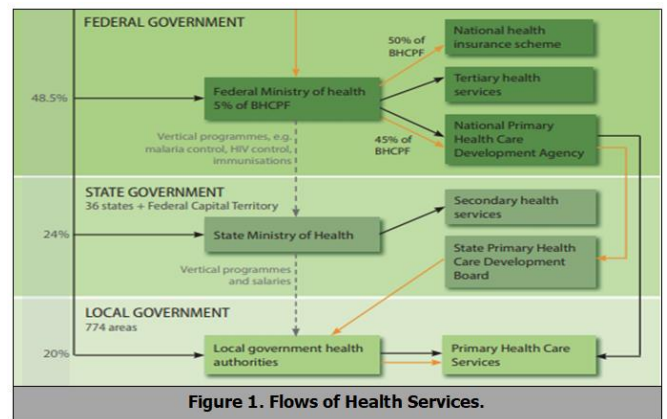 FEDERAL GOVERNMENT
50% of
BHCPF
National health
insurance scheme
48.5%
Federal Ministry of health
5% of BHCPF
Tertiary health
services
Vertical programmes, e.g.
malaria control, HIV control,
immunisations
45% of
BHCPF
National Primary
Health Care
Development Agency
STATE GOVERNMENT
36 states + Federal Capital Territory
Secondary health
services
24%
State Ministry of Health
State Primary Health
Care Development
Board
Vertical programmes
and salaries
LOCAL GOVERNMENT
774 areas
20%
Local government health
authorities
Primary Health Care
Services
Figure 1. Flows of Health Services.